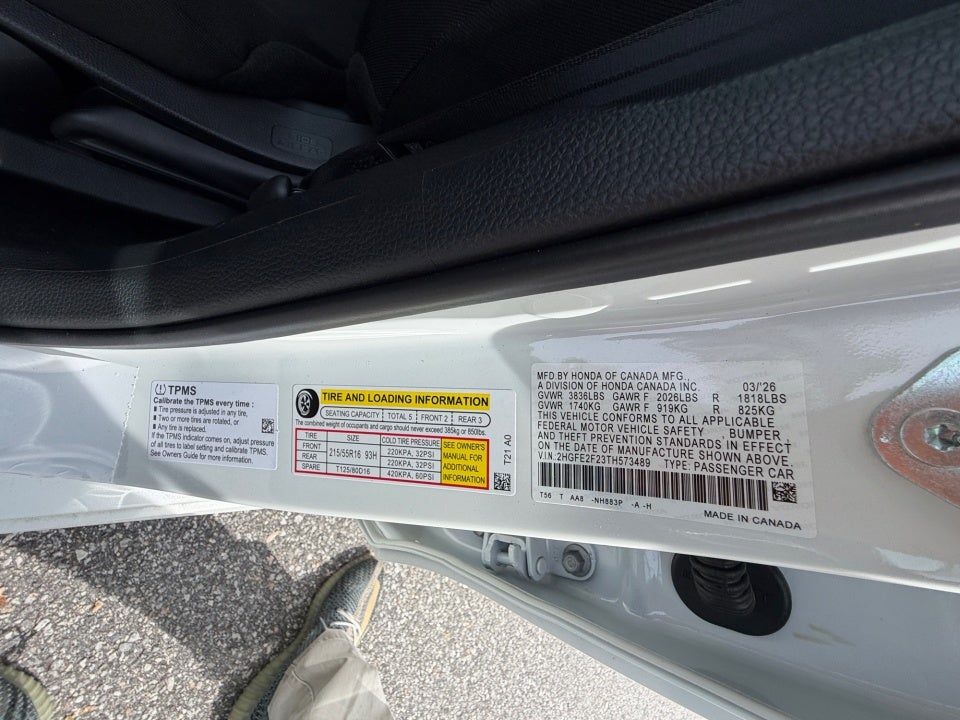 TPMS
Calibrate the TPMS every time :
▪ Tire pressure is adjusted in any tire,
▪ Two or more tires are rotated, or
▪ Any tire is replaced.
If the TPMS indicator comes on, adjust pressure
of all tires to label setting and calibrate TPMS.
See Owners Guide for more information.
TIRE AND LOADING INFORMATION
SEATING CAPACITY TOTAL 5 FRONT 2 REAR 3
The combined weight of occupants and cargo should never exceed 385kg or 850lbs.
TIRE SIZE COLD TIRE PRESSURE SEE OWNER'S MANUAL FOR ADDITIONAL INFORMATION
FRONT 215/55R16 93H 220KPA, 32PSI
REAR 220KPA, 32PSI
SPARE T125/80D16 420KPA, 60PSI
T21 A0
MFD BY HONDA OF CANADA MFG.
A DIVISION OF HONDA CANADA INC. 03/'26
GVWR 3836LBS GAWR F 2026LBS R 1818LBS
GVWR 1740KG GAWR F 919KG R 825KG
THIS VEHICLE CONFORMS TO ALL APPLICABLE
FEDERAL MOTOR VEHICLE SAFETY, BUMPER
AND THEFT PREVENTION STANDARDS IN EFFECT
ON THE DATE OF MANUFACTURE SHOWN ABOVE.
V.I.N: 2HGFE2F23TH573489 TYPE: PASSENGER CAR
T56 T AA8 -NH883P -A -H
MADE IN CANADA